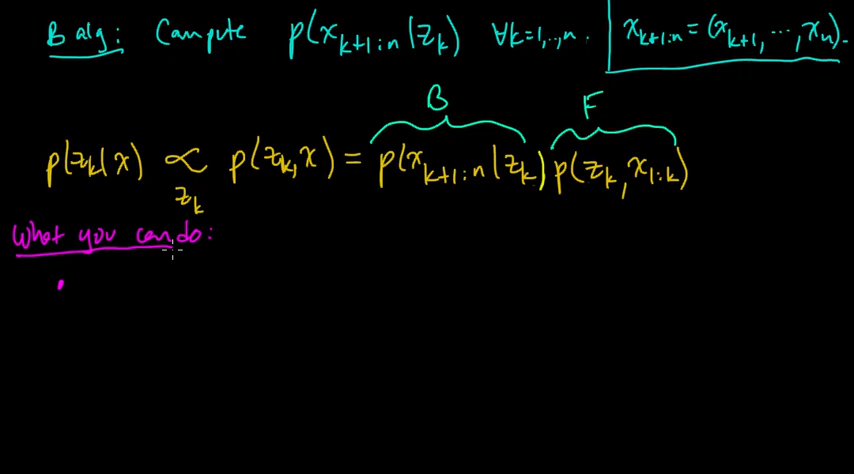 B alg: Compute p(x_{k+1:n}|z_k) ∀k=1,..,n. x_{k+1:n} = (x_{k+1}, ..., x_n).
B F
p(z_k|x) ∝_{z_k} p(z_k, x) = p(x_{k+1:n}|z_k) p(z_k, x_{1:k})
What you can do: